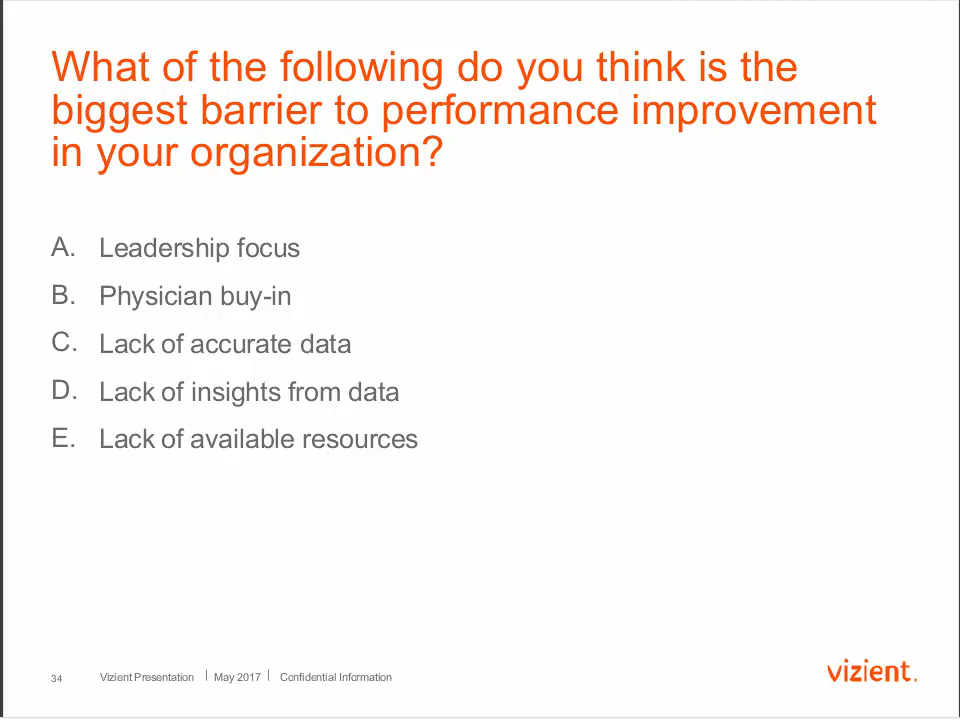 What of the following do you think is the
biggest barrier to performance improvement
in your organization?
A. Leadership focus
B. Physician buy-in
C. Lack of accurate data
D. Lack of insights from data
E. Lack of available resources
34 Vizient Presentation | May 2017 | Confidential Information
vizient.